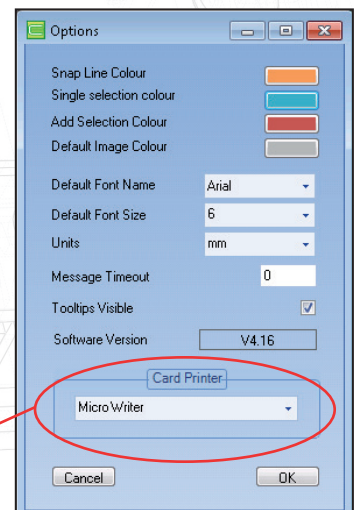 Options
Snap Line Colour
Single selection colour
Add Selection Colour
Default Image Colour
Default Font Name Arial
Default Font Size 6
Units mm
Message Timeout 0
Tooltips Visible
Software Version V4.16
Card Printer
MicroWriter
Cancel OK